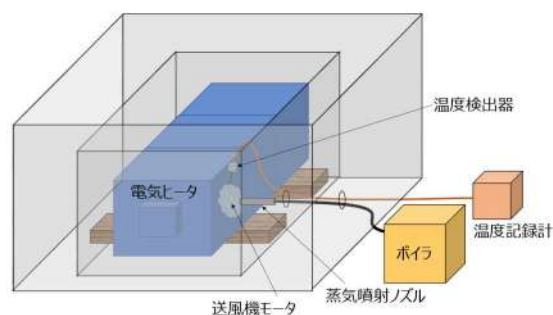 温度検出器
電気ヒータ
温度記録計
ボイラ
蒸気噴射ノズル
送風機モータ